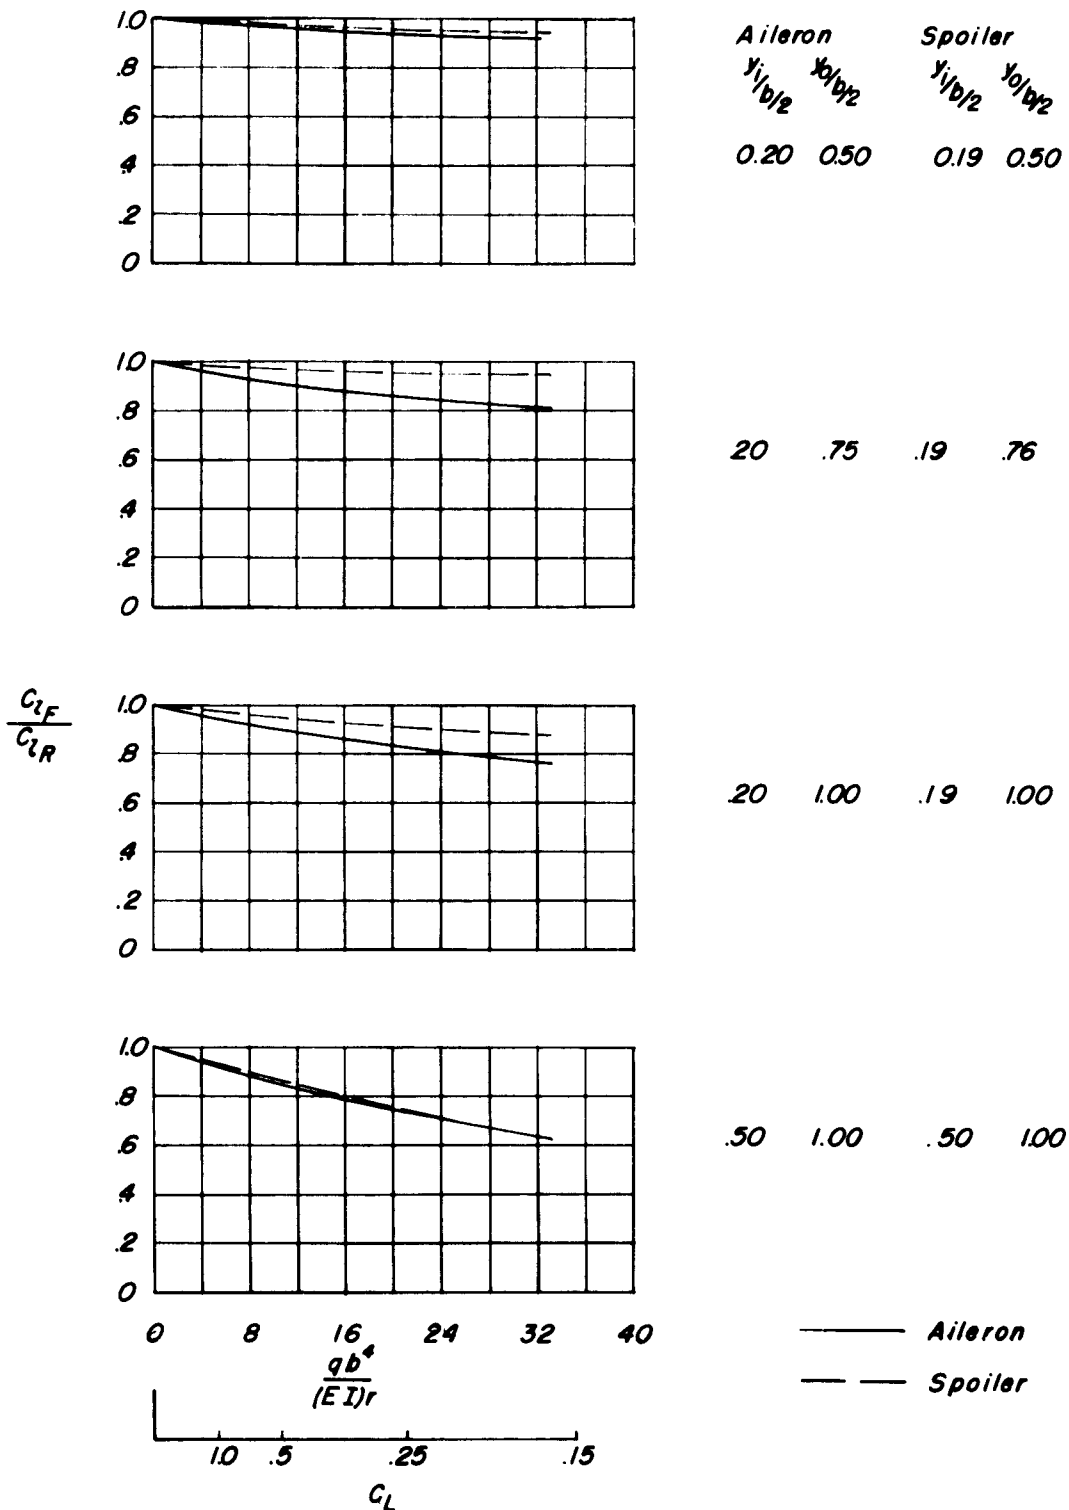 Aileron Spoiler
yi/b/2 yo/b/2 yi/b/2 yo/b/2
1.0
.8
.6
.4
.2
0
0.20 0.50 0.19 0.50
1.0
.8
.6
.4
.2
0
.20 .75 .19 .76
C_lF
C_lR
1.0
.8
.6
.4
.2
0
.20 1.00 .19 1.00
1.0
.8
.6
.4
.2
0
.50 1.00 .50 1.00
0 8 16 24 32 40
qb⁴
(EI)r
Aileron
Spoiler
1.0 .5 .25 .15
C_L